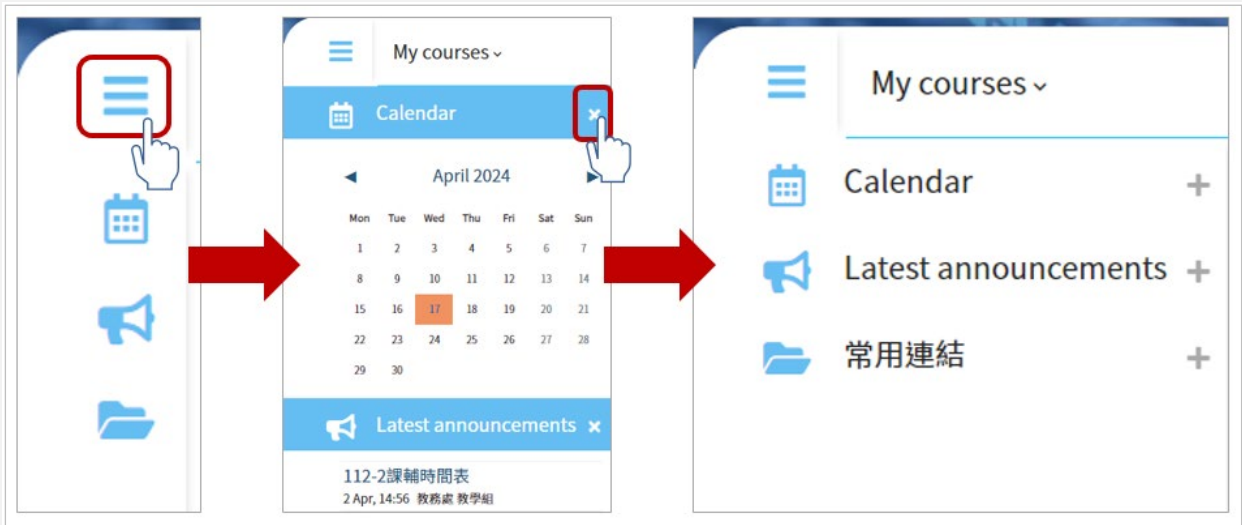 My courses
Calendar
April 2024
Mon Tue Wed Thu Fri Sat Sun
1 2 3 4 5 6 7
8 9 10 11 12 13 14
15 16 17 18 19 20 21
22 23 24 25 26 27 28
29 30
Latest announcements
112-2課輔時間表
2 Apr, 14:56 教務處 教學組
My courses
Calendar
Latest announcements
常用連結